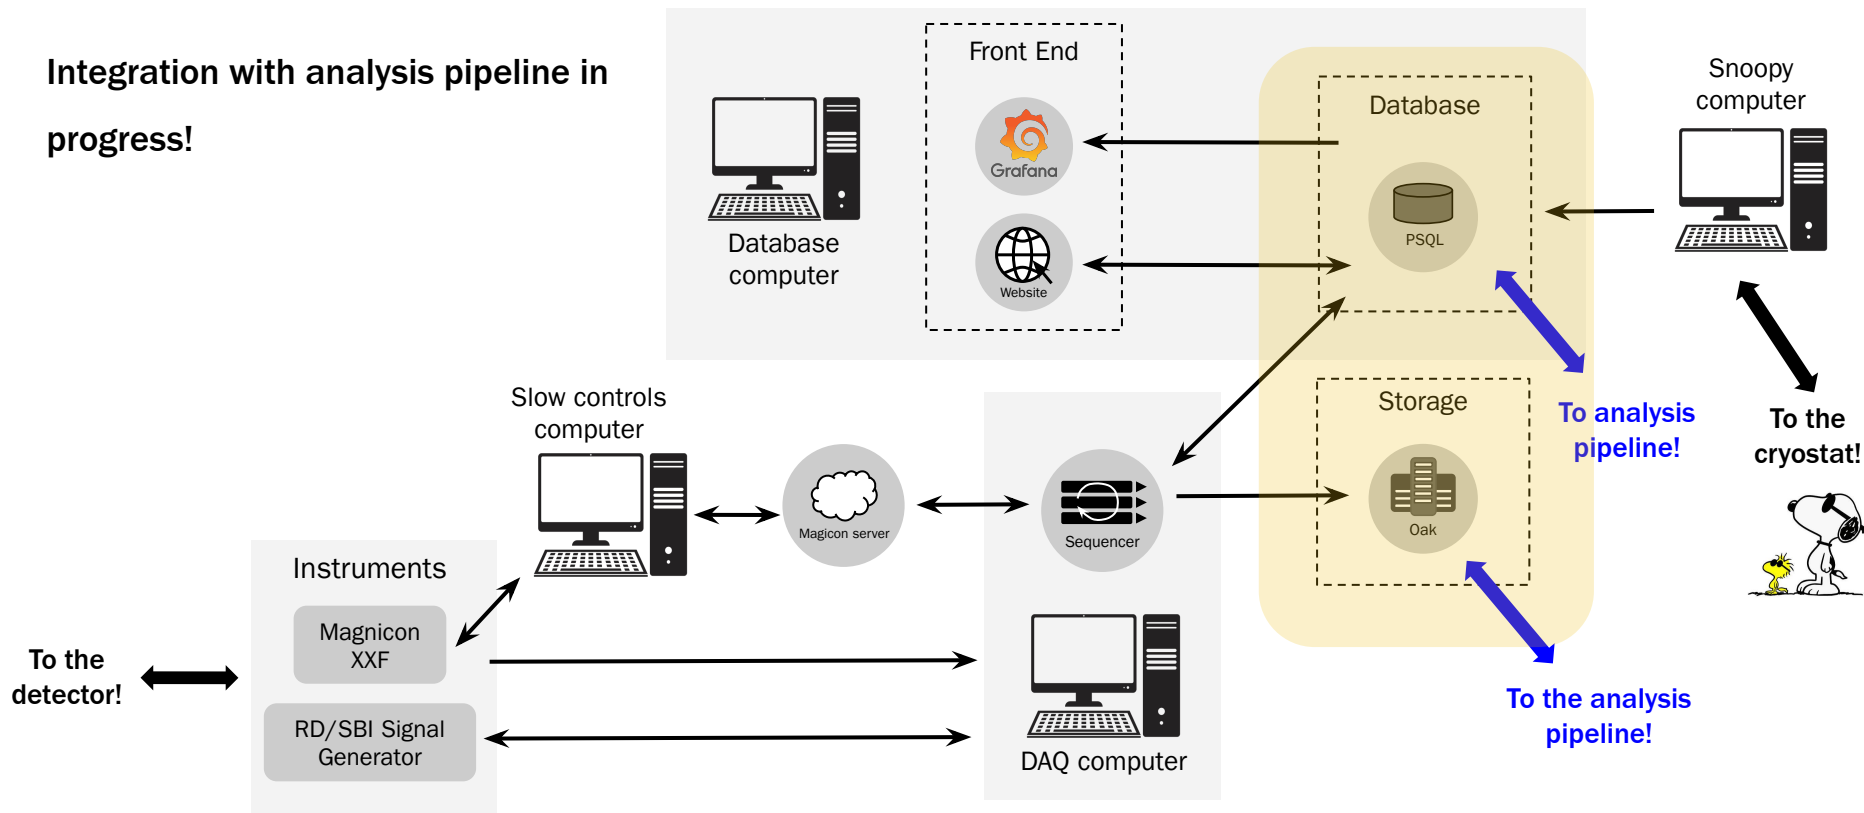 Integration with analysis pipeline in
progress!
Front End
Grafana
Website
Database
computer
Database
PSQL
Snoopy
computer
To analysis
pipeline!
To the
cryostat!
Storage
Oak
To the analysis
pipeline!
Slow controls
computer
Magicon server
Sequencer
DAQ computer
Instruments
Magnicon
XXF
RD/SBI Signal
Generator
To the
detector!